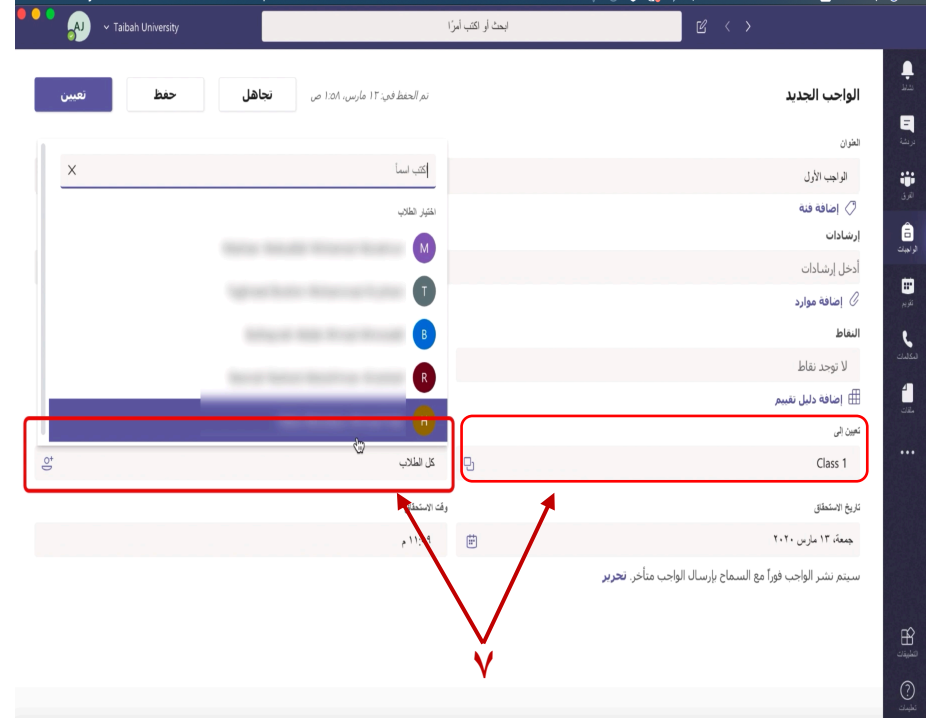 AJ
Taibah University
ابحث أو اكتب أمرًا
الواجب الجديد
تم الحفظ في: ١٣ مارس، ١:٥٨ ص
تجاهل
حفظ
تعيين
العنوان
الواجب الأول
إضافة فئة
إرشادات
أدخل إرشادات
إضافة موارد
النقاط
لا توجد نقاط
إضافة دليل تقييم
تعيين إلى
Class 1
اكتب اسماً
اختيار الطلاب
M
T
B
R
H
كل الطلاب
تاريخ الاستحقاق
جمعة، ١٣ مارس ٢٠٢٠
وقت الاستحقاق
م
سيتم نشر الواجب فوراً مع السماح بإرسال الواجب متأخر. تحرير
٧
نشاط
دردشة
الفرق
الواجبات
تقويم
المكالمات
ملفات
التطبيقات
تعليمات